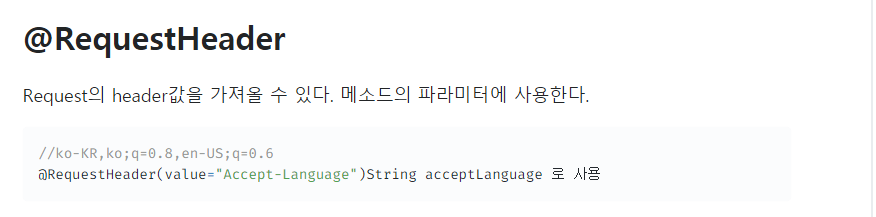 @RequestHeader
Request의 header값을 가져올 수 있다. 메소드의 파라미터에 사용한다.
//ko-KR,ko;q=0.8,en-US;q=0.6
@RequestHeader(value="Accept-Language")String acceptLanguage 로 사용